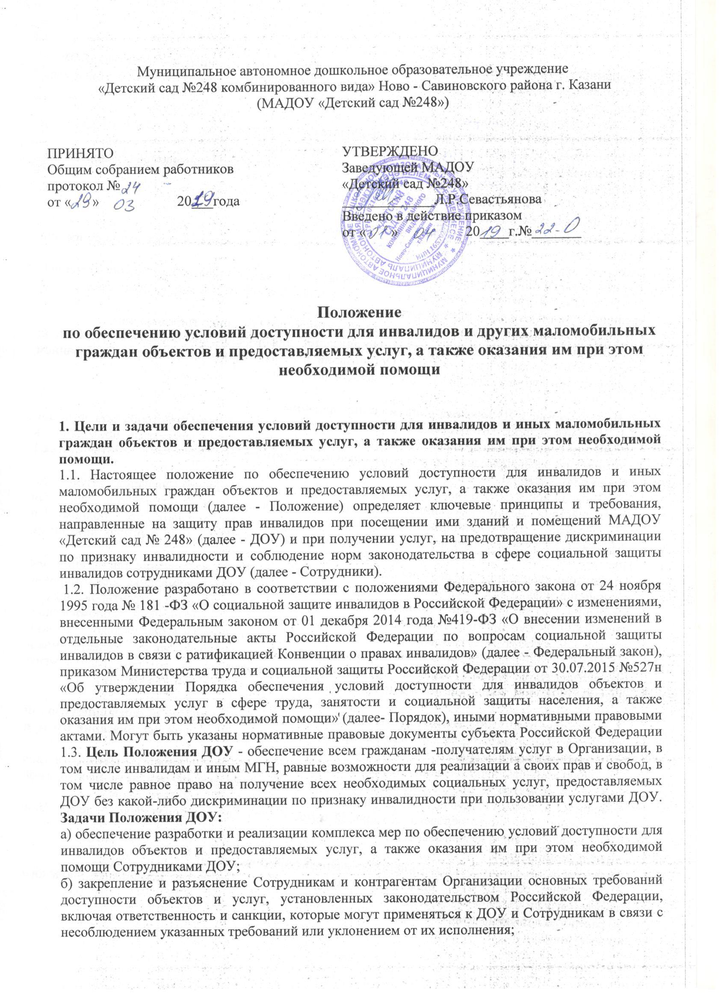 Муниципальное автономное дошкольное образовательное учреждение
«Детский сад №248 комбинированного вида» Ново - Савиновского района г. Казани
(МАДОУ «Детский сад №248»)
ПРИНЯТО
Общим собранием работников
протокол № 24
от «29» 03 2019 года
УТВЕРЖДЕНО
Заведующей МАДОУ
«Детский сад №248»
Л.Р.Севастьянова
Введено в действие приказом
от «01» 04 2019 г.№ 22-О
«ДЕТСКИЙ
САД № 248
КОМБИНИРОВАННОГО
ВИДА»
Ново-Савиновского
г.Казани
Положение
по обеспечению условий доступности для инвалидов и других маломобильных
граждан объектов и предоставляемых услуг, а также оказания им при этом
необходимой помощи
1. Цели и задачи обеспечения условий доступности для инвалидов и иных маломобильных
граждан объектов и предоставляемых услуг, а также оказания им при этом необходимой
помощи.
1.1. Настоящее положение по обеспечению условий доступности для инвалидов и иных
маломобильных граждан объектов и предоставляемых услуг, а также оказания им при этом
необходимой помощи (далее - Положение) определяет ключевые принципы и требования,
направленные на защиту прав инвалидов при посещении ими зданий и помещений МАДОУ
«Детский сад № 248» (далее - ДОУ) и при получении услуг, на предотвращение дискриминации
по признаку инвалидности и соблюдение норм законодательства в сфере социальной защиты
инвалидов сотрудниками ДОУ (далее - Сотрудники).
1.2. Положение разработано в соответствии с положениями Федерального закона от 24 ноября
1995 года № 181 -ФЗ «О социальной защите инвалидов в Российской Федерации» с изменениями,
внесенными Федеральным законом от 01 декабря 2014 года №419-ФЗ «О внесении изменений в
отдельные законодательные акты Российской Федерации по вопросам социальной защиты
инвалидов в связи с ратификацией Конвенции о правах инвалидов» (далее - Федеральный закон),
приказом Министерства труда и социальной защиты Российской Федерации от 30.07.2015 №527н
«Об утверждении Порядка обеспечения условий доступности для инвалидов объектов и
предоставляемых услуг в сфере труда, занятости и социальной защиты населения, а также
оказания им при этом необходимой помощи» (далее- Порядок), иными нормативными правовыми
актами. Могут быть указаны нормативные правовые документы субъекта Российской Федерации
1.3. Цель Положения ДОУ - обеспечение всем гражданам -получателям услуг в Организации, в
том числе инвалидам и иным МГН, равные возможности для реализации а своих прав и свобод, в
том числе равное право на получение всех необходимых социальных услуг, предоставляемых
ДОУ без какой-либо дискриминации по признаку инвалидности при пользовании услугами ДОУ.
Задачи Положения ДОУ:
а) обеспечение разработки и реализации комплекса мер по обеспечению условий доступности для
инвалидов объектов и предоставляемых услуг, а также оказания им при этом необходимой
помощи Сотрудниками ДОУ;
б) закрепление и разъяснение Сотрудникам и контрагентам Организации основных требований
доступности объектов и услуг, установленных законодательством Российской Федерации,
включая ответственность и санкции, которые могут применяться к ДОУ и Сотрудникам в связи с
несоблюдением указанных требований или уклонением от их исполнения;